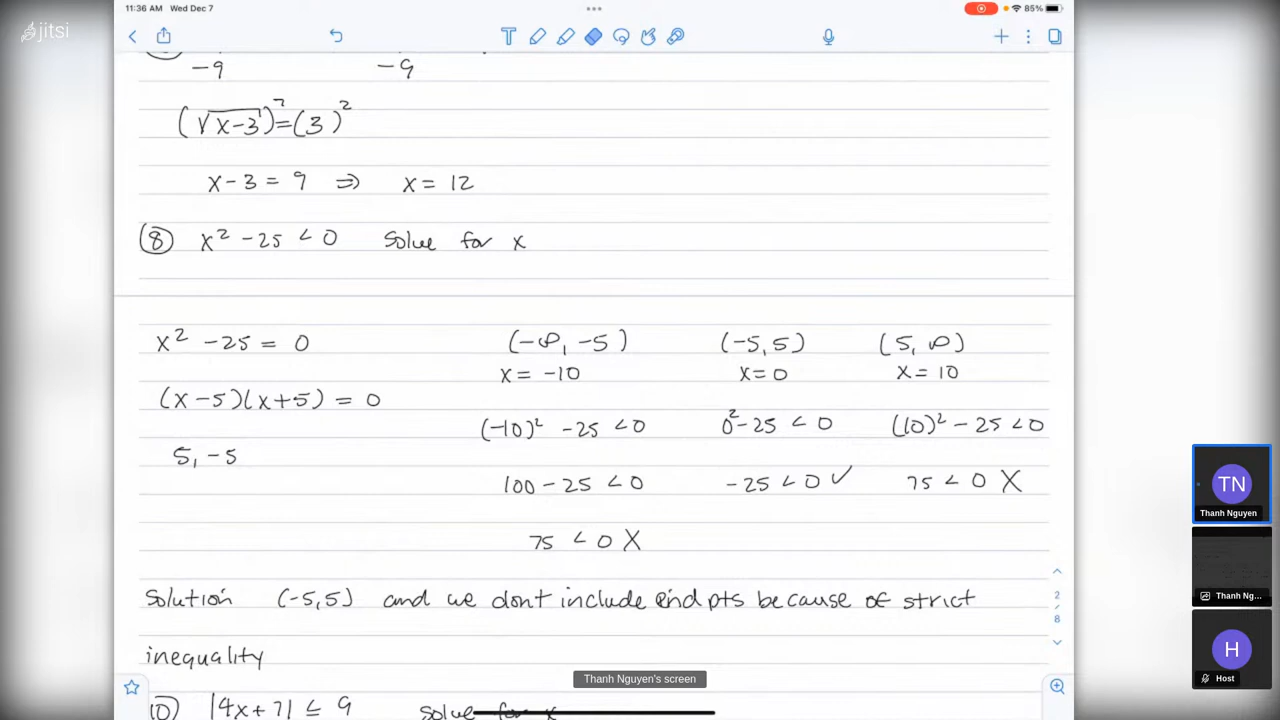 11:36 AM Wed Dec 7
85%
jitsi
-9 -9
(√x-3)² = (3)²
x-3 = 9 ⇒ x = 12
⑧ x² -25 < 0 Solve for x
x² -25 = 0 (-∞, -5) (-5,5) (5, ∞)
x = -10 x=0 x=10
(x-5)(x+5) = 0
(-10)² -25 <0 0²-25 < 0 (10)² -25 <0
5, -5
100 -25 <0 -25 <0 ✓ 75 < 0 X
75 < 0 X
Solution (-5,5) and we dont include end pts because of strict
inequality
⑩ |4x+7| ≤ 9 solve for x
2
/
8
Thanh Nguyen's screen
TN
Thanh Nguyen
Thanh Ng...
H
Host